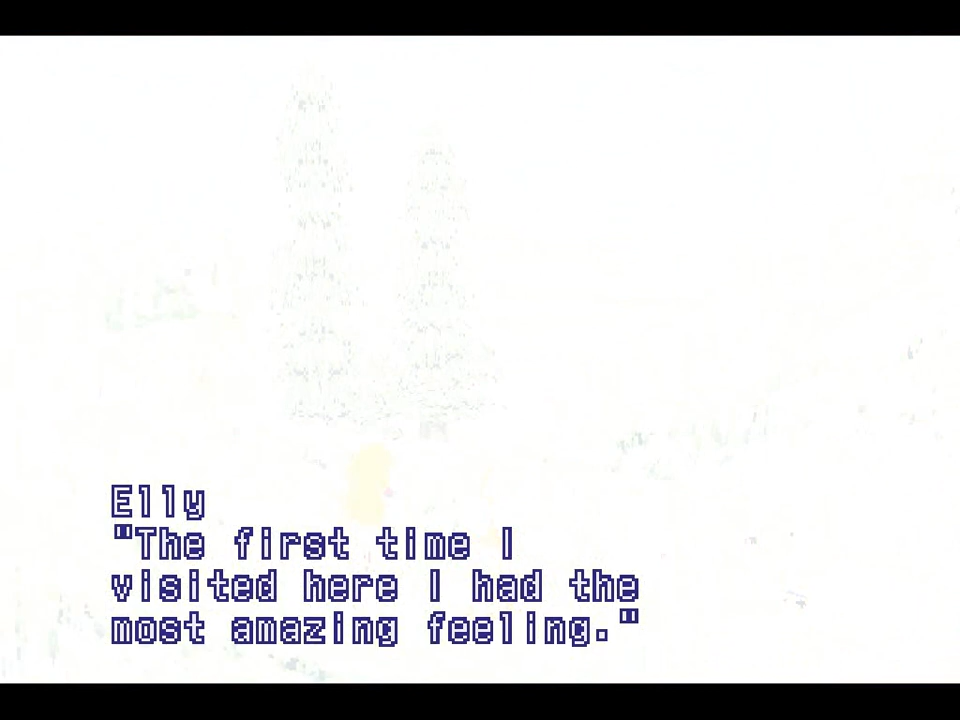 Elly
"The first time I
visited here I had the
most amazing feeling."